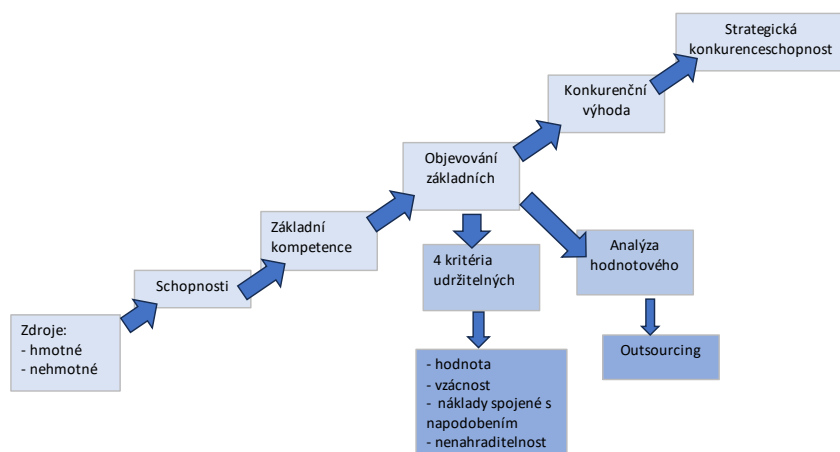 Strategická
konkurenceschopnost
Konkurenční
výhoda
Objevování
základních
Základní
kompetence
Schopnosti
Zdroje:
- hmotné
- nehmotné
4 kritéria
udržitelných
Analýza
hodnotového
- hodnota
- vzácnost
- náklady spojené s
napodobením
- nenahraditelnost
Outsourcing